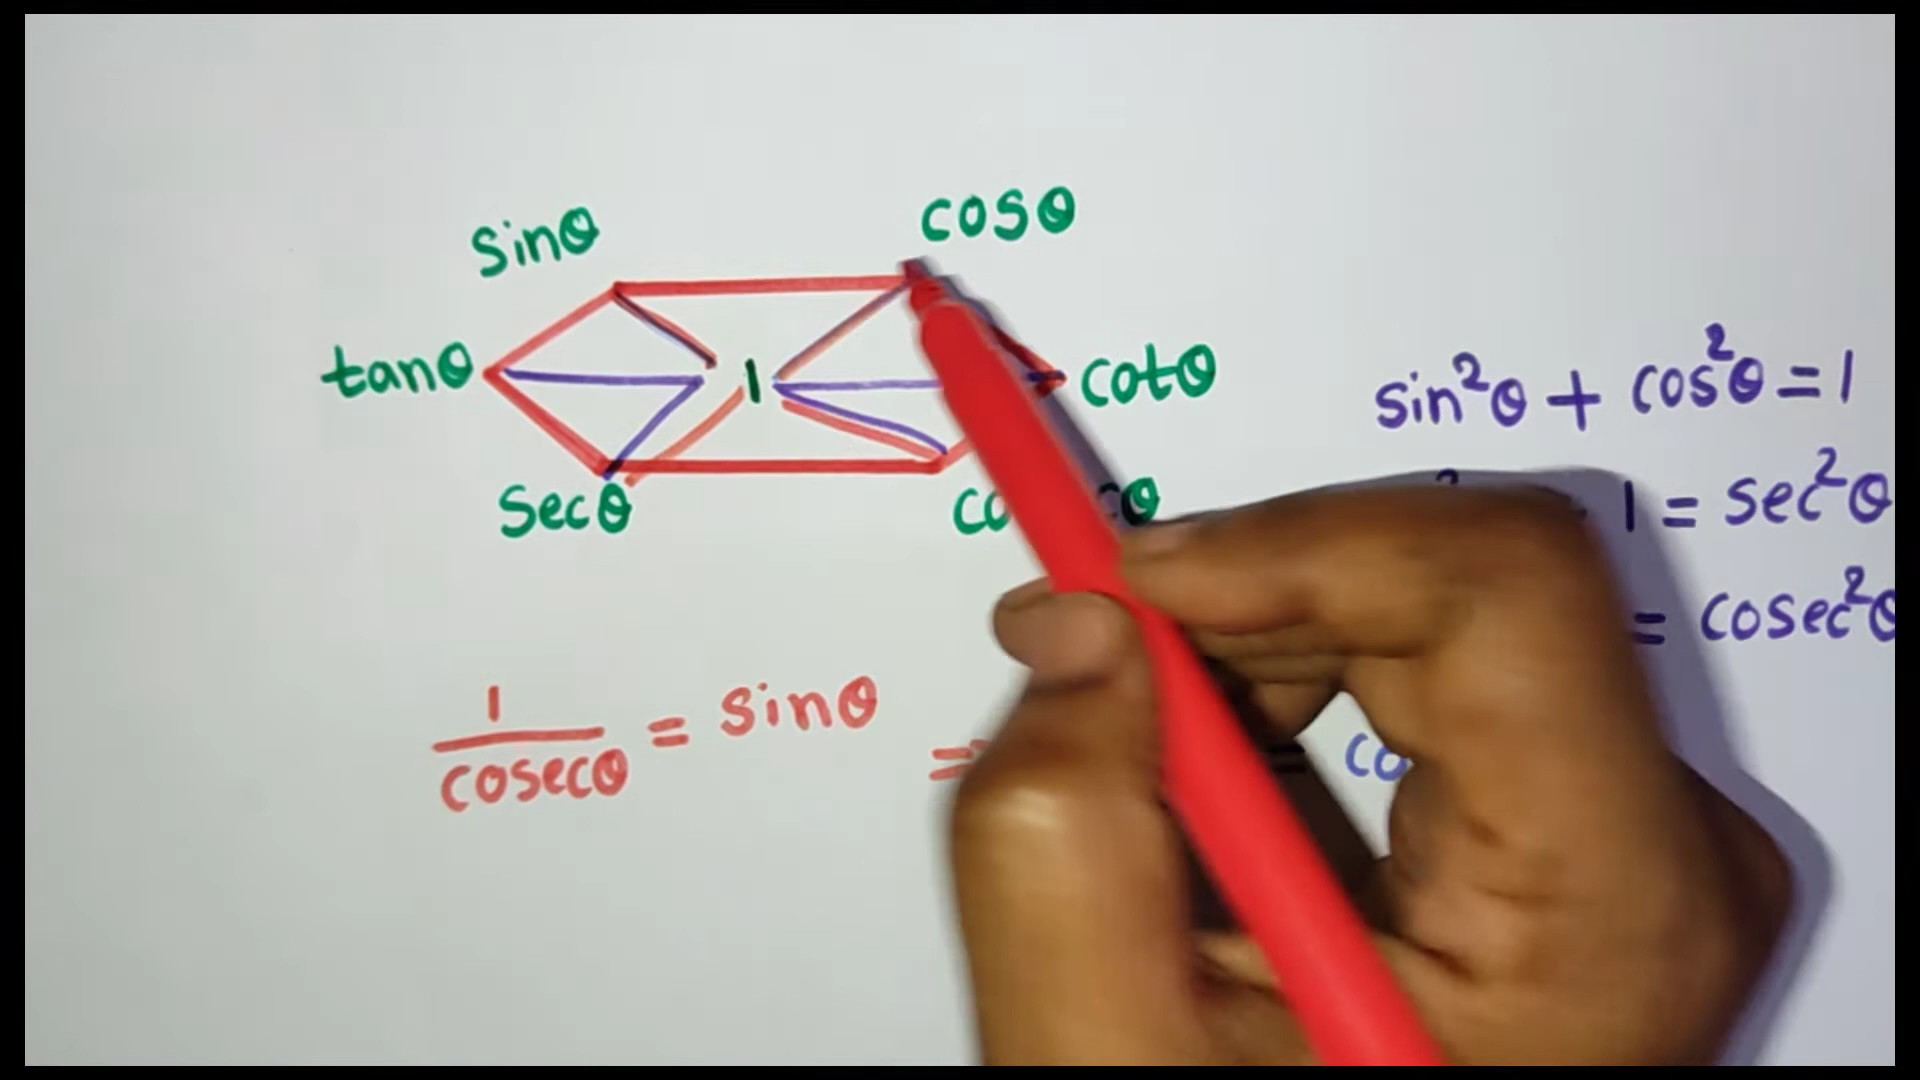 sinθ cosθ
tanθ 1 cotθ
secθ
sin²θ + cos²θ = 1
1 = sec²θ
= cosec²θ
1/cosecθ = sinθ =